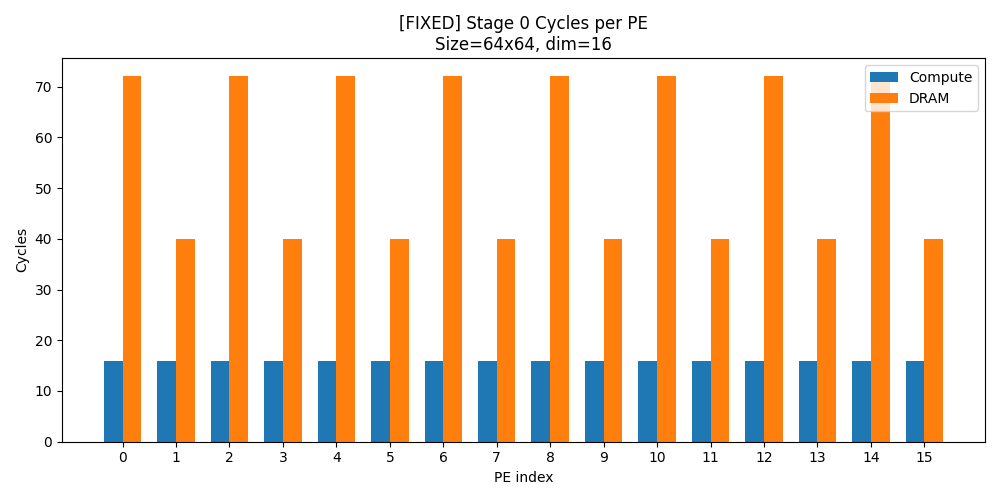 [FIXED] Stage 0 Cycles per PE
Size=64x64, dim=16
Compute
DRAM
Cycles
70
60
50
40
30
20
10
0
0 1 2 3 4 5 6 7 8 9 10 11 12 13 14 15
PE index